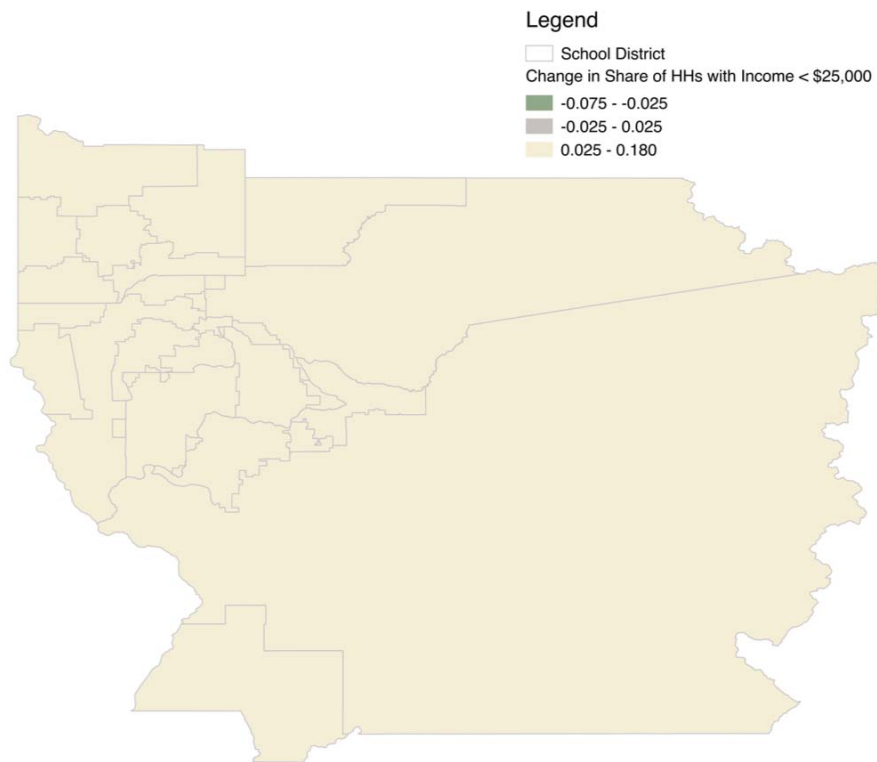 Legend
School District
Change in Share of HHs with Income < $25,000
-0.075 - -0.025
-0.025 - 0.025
0.025 - 0.180